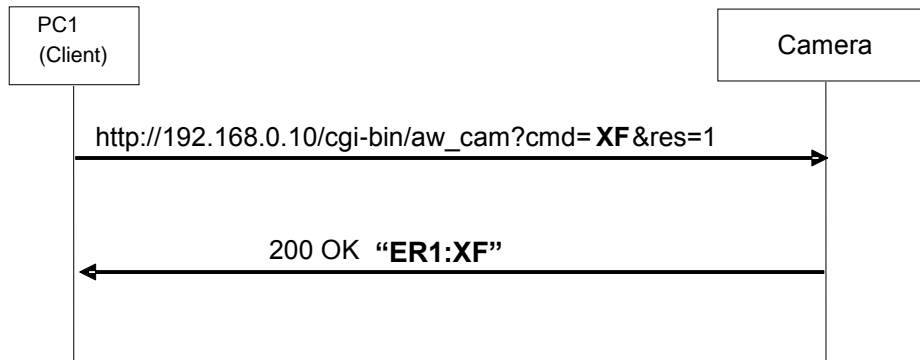 PC1
(Client)
Camera
http://192.168.0.10/cgi-bin/aw_cam?cmd= XF &res=1
200 OK “ER1:XF”